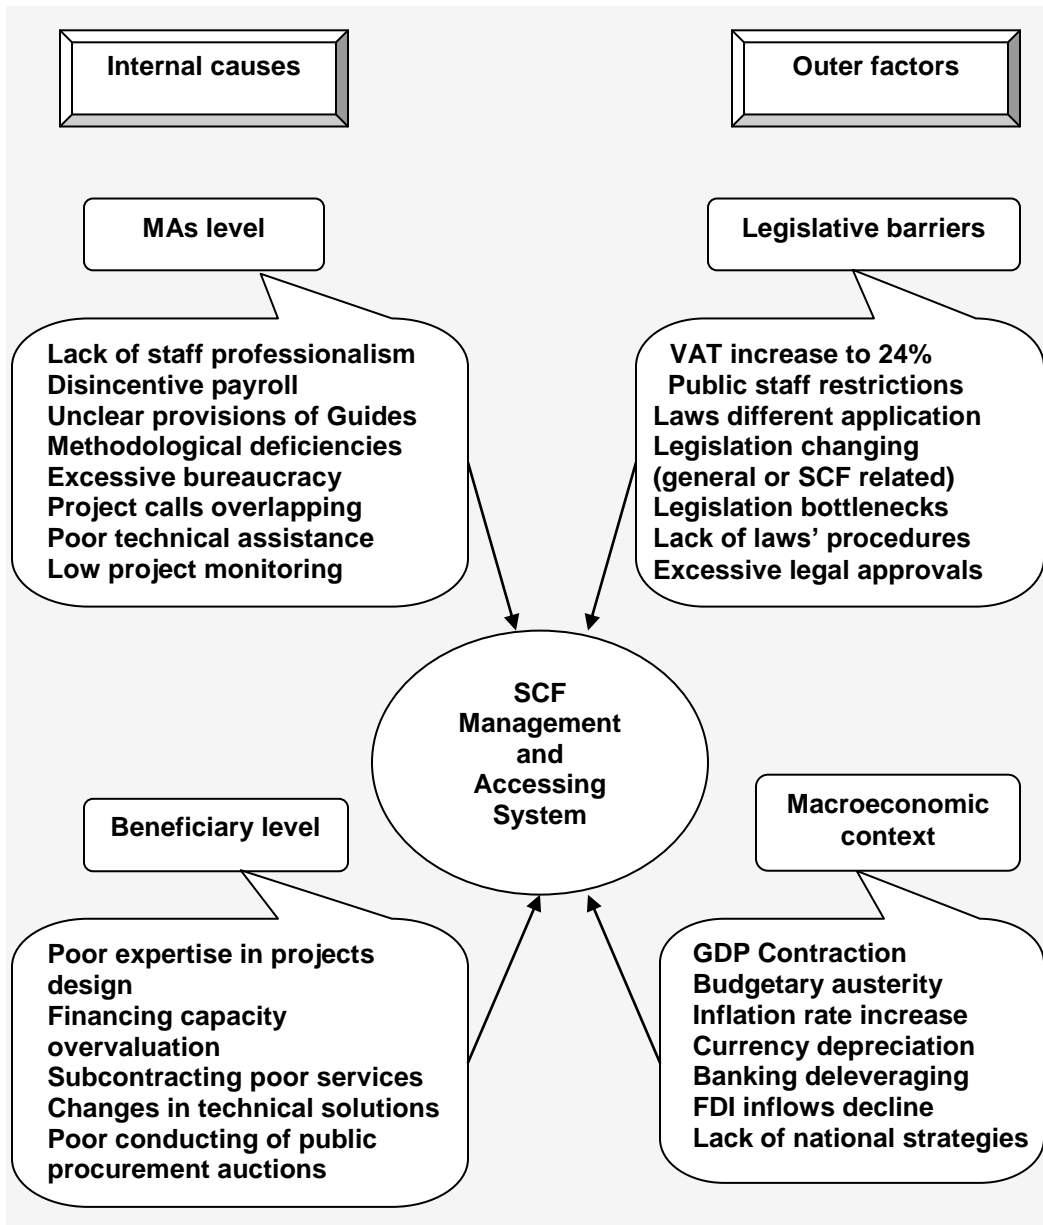 Internal causes
Outer factors
MAs level
Legislative barriers
Lack of staff professionalism
Disincentive payroll
Unclear provisions of Guides
Methodological deficiencies
Excessive bureaucracy
Project calls overlapping
Poor technical assistance
Low project monitoring
VAT increase to 24%
Public staff restrictions
Laws different application
Legislation changing
(general or SCF related)
Legislation bottlenecks
Lack of laws’ procedures
Excessive legal approvals
SCF
Management
and
Accessing
System
Beneficiary level
Macroeconomic
context
Poor expertise in projects
design
Financing capacity
overvaluation
Subcontracting poor services
Changes in technical solutions
Poor conducting of public
procurement auctions
GDP Contraction
Budgetary austerity
Inflation rate increase
Currency depreciation
Banking deleveraging
FDI inflows decline
Lack of national strategies